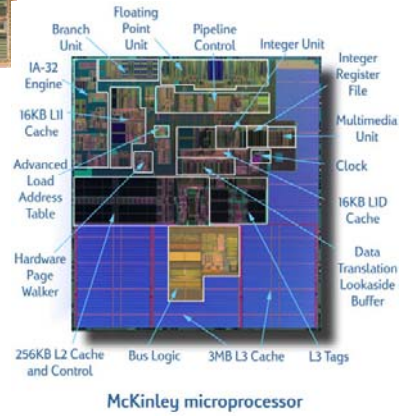 Floating
Point
Unit
Branch
Unit
Pipeline
Control
Integer Unit
Integer
Register
File
IA-32
Engine
16KB L1I
Cache
Multimedia
Unit
Advanced
Load
Address
Table
Clock
16KB L1D
Cache
Hardware
Page
Walker
Data
Translation
Lookaside
Buffer
256KB L2 Cache
and Control
Bus Logic
3MB L3 Cache
L3 Tags
McKinley microprocessor